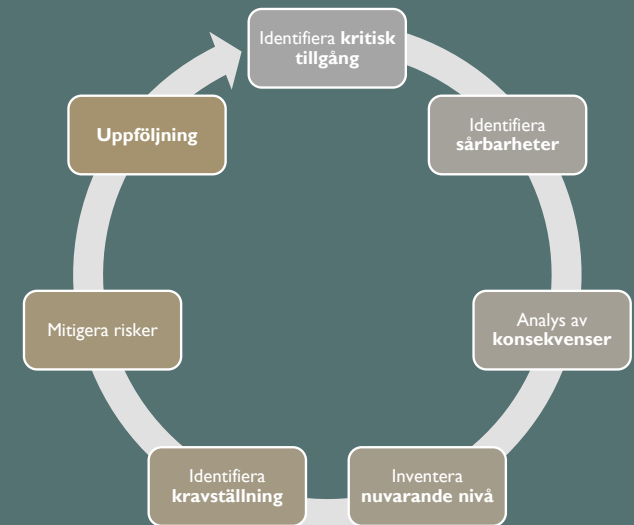 Identifiera kritisk
tillgång
Identifiera
sårbarheter
Analys av
konsekvenser
Inventera
nuvarande nivå
Identifiera
kravställning
Mitigera risker
Uppföljning